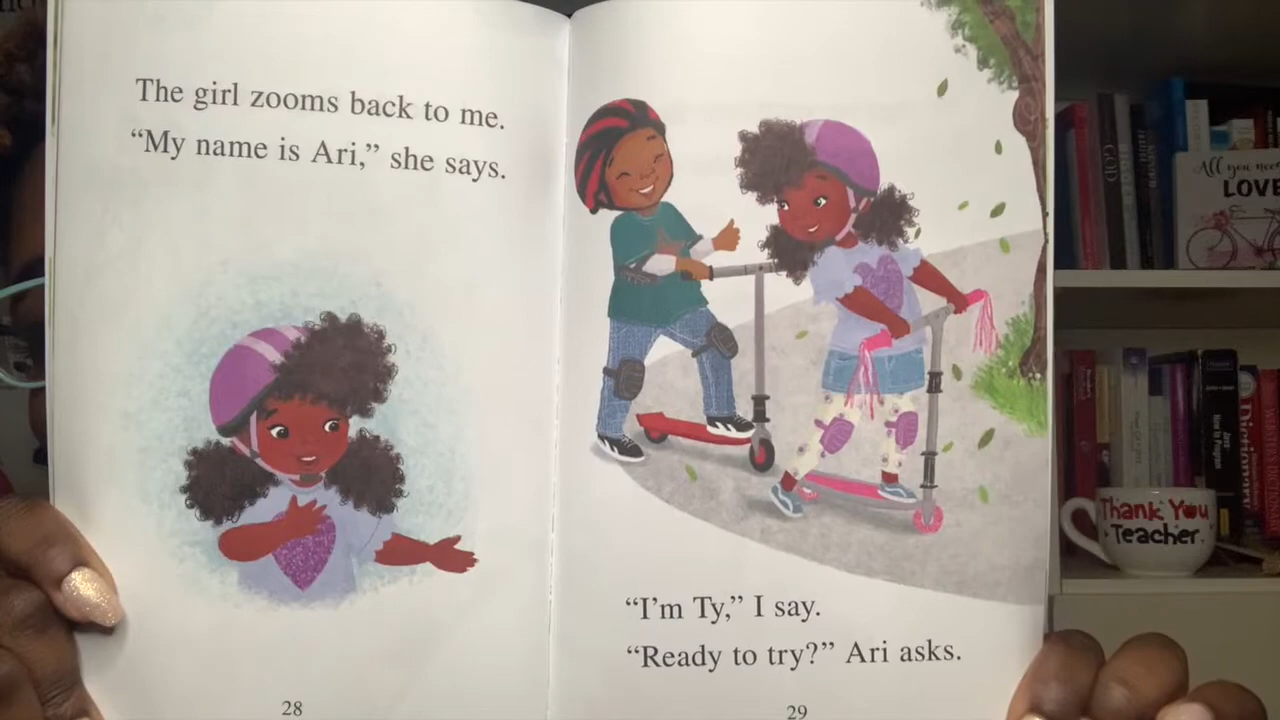 The girl zooms back to me.
“My name is Ari,” she says.
28
“I’m Ty,” I say.
“Ready to try?” Ari asks.
29
All you need
LOVE
GOD
Thank You
Teacher